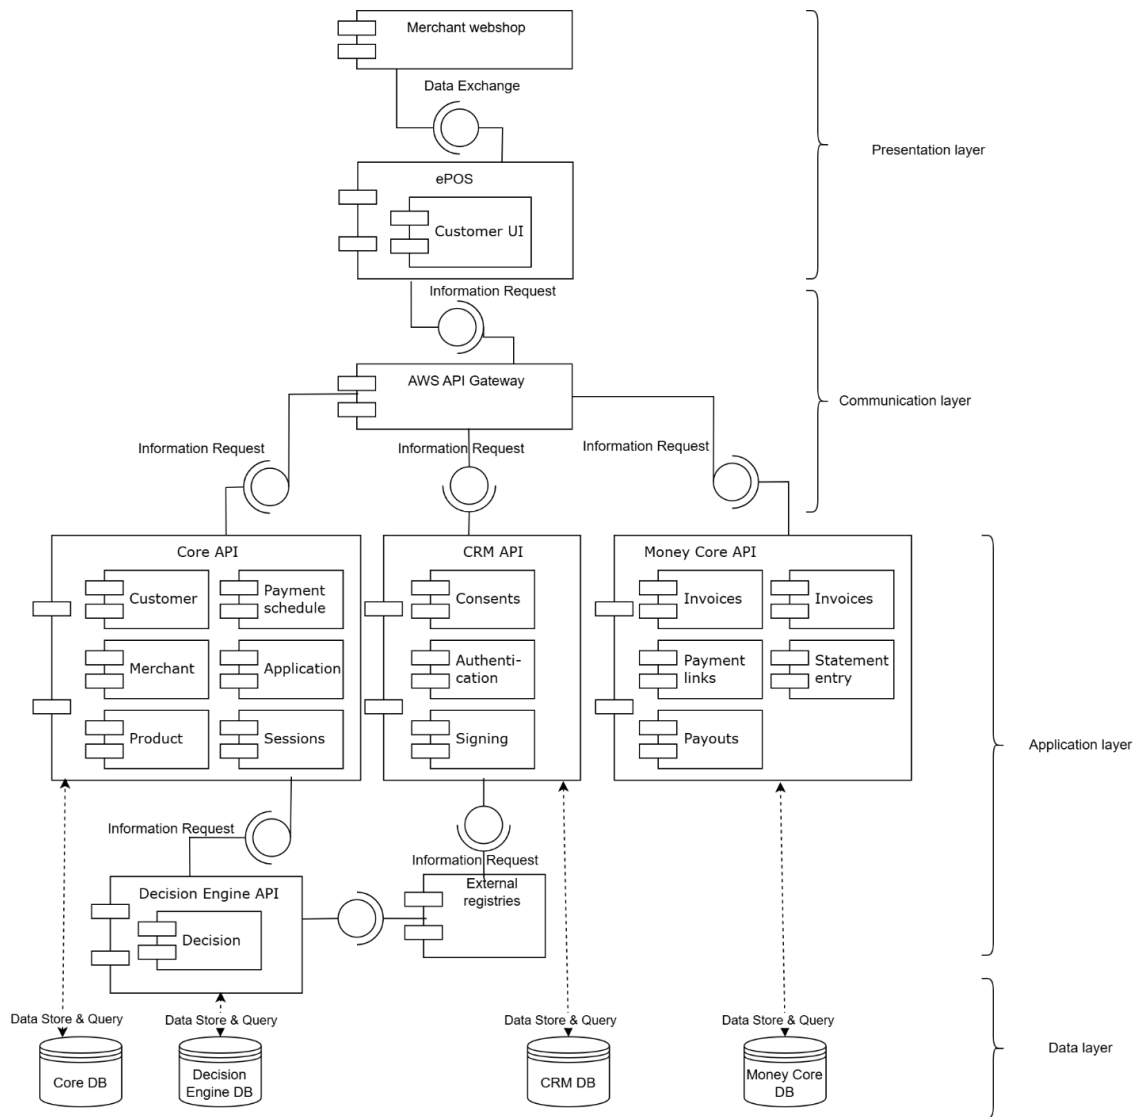 Merchant webshop
Data Exchange
Presentation layer
ePOS
Customer UI
Information Request
AWS API Gateway
Communication layer
Information Request
Information Request
Information Request
Core API
CRM API
Money Core API
Customer
Payment
schedule
Consents
Invoices
Invoices
Merchant
Application
Authenti-
cation
Payment
links
Statement
entry
Product
Sessions
Signing
Payouts
Application layer
Information Request
Information Request
Decision Engine API
External
registries
Decision
Data Store & Query
Data Store & Query
Data Store & Query
Data Store & Query
Data layer
Core DB
Decision
Engine DB
CRM DB
Money Core
DB